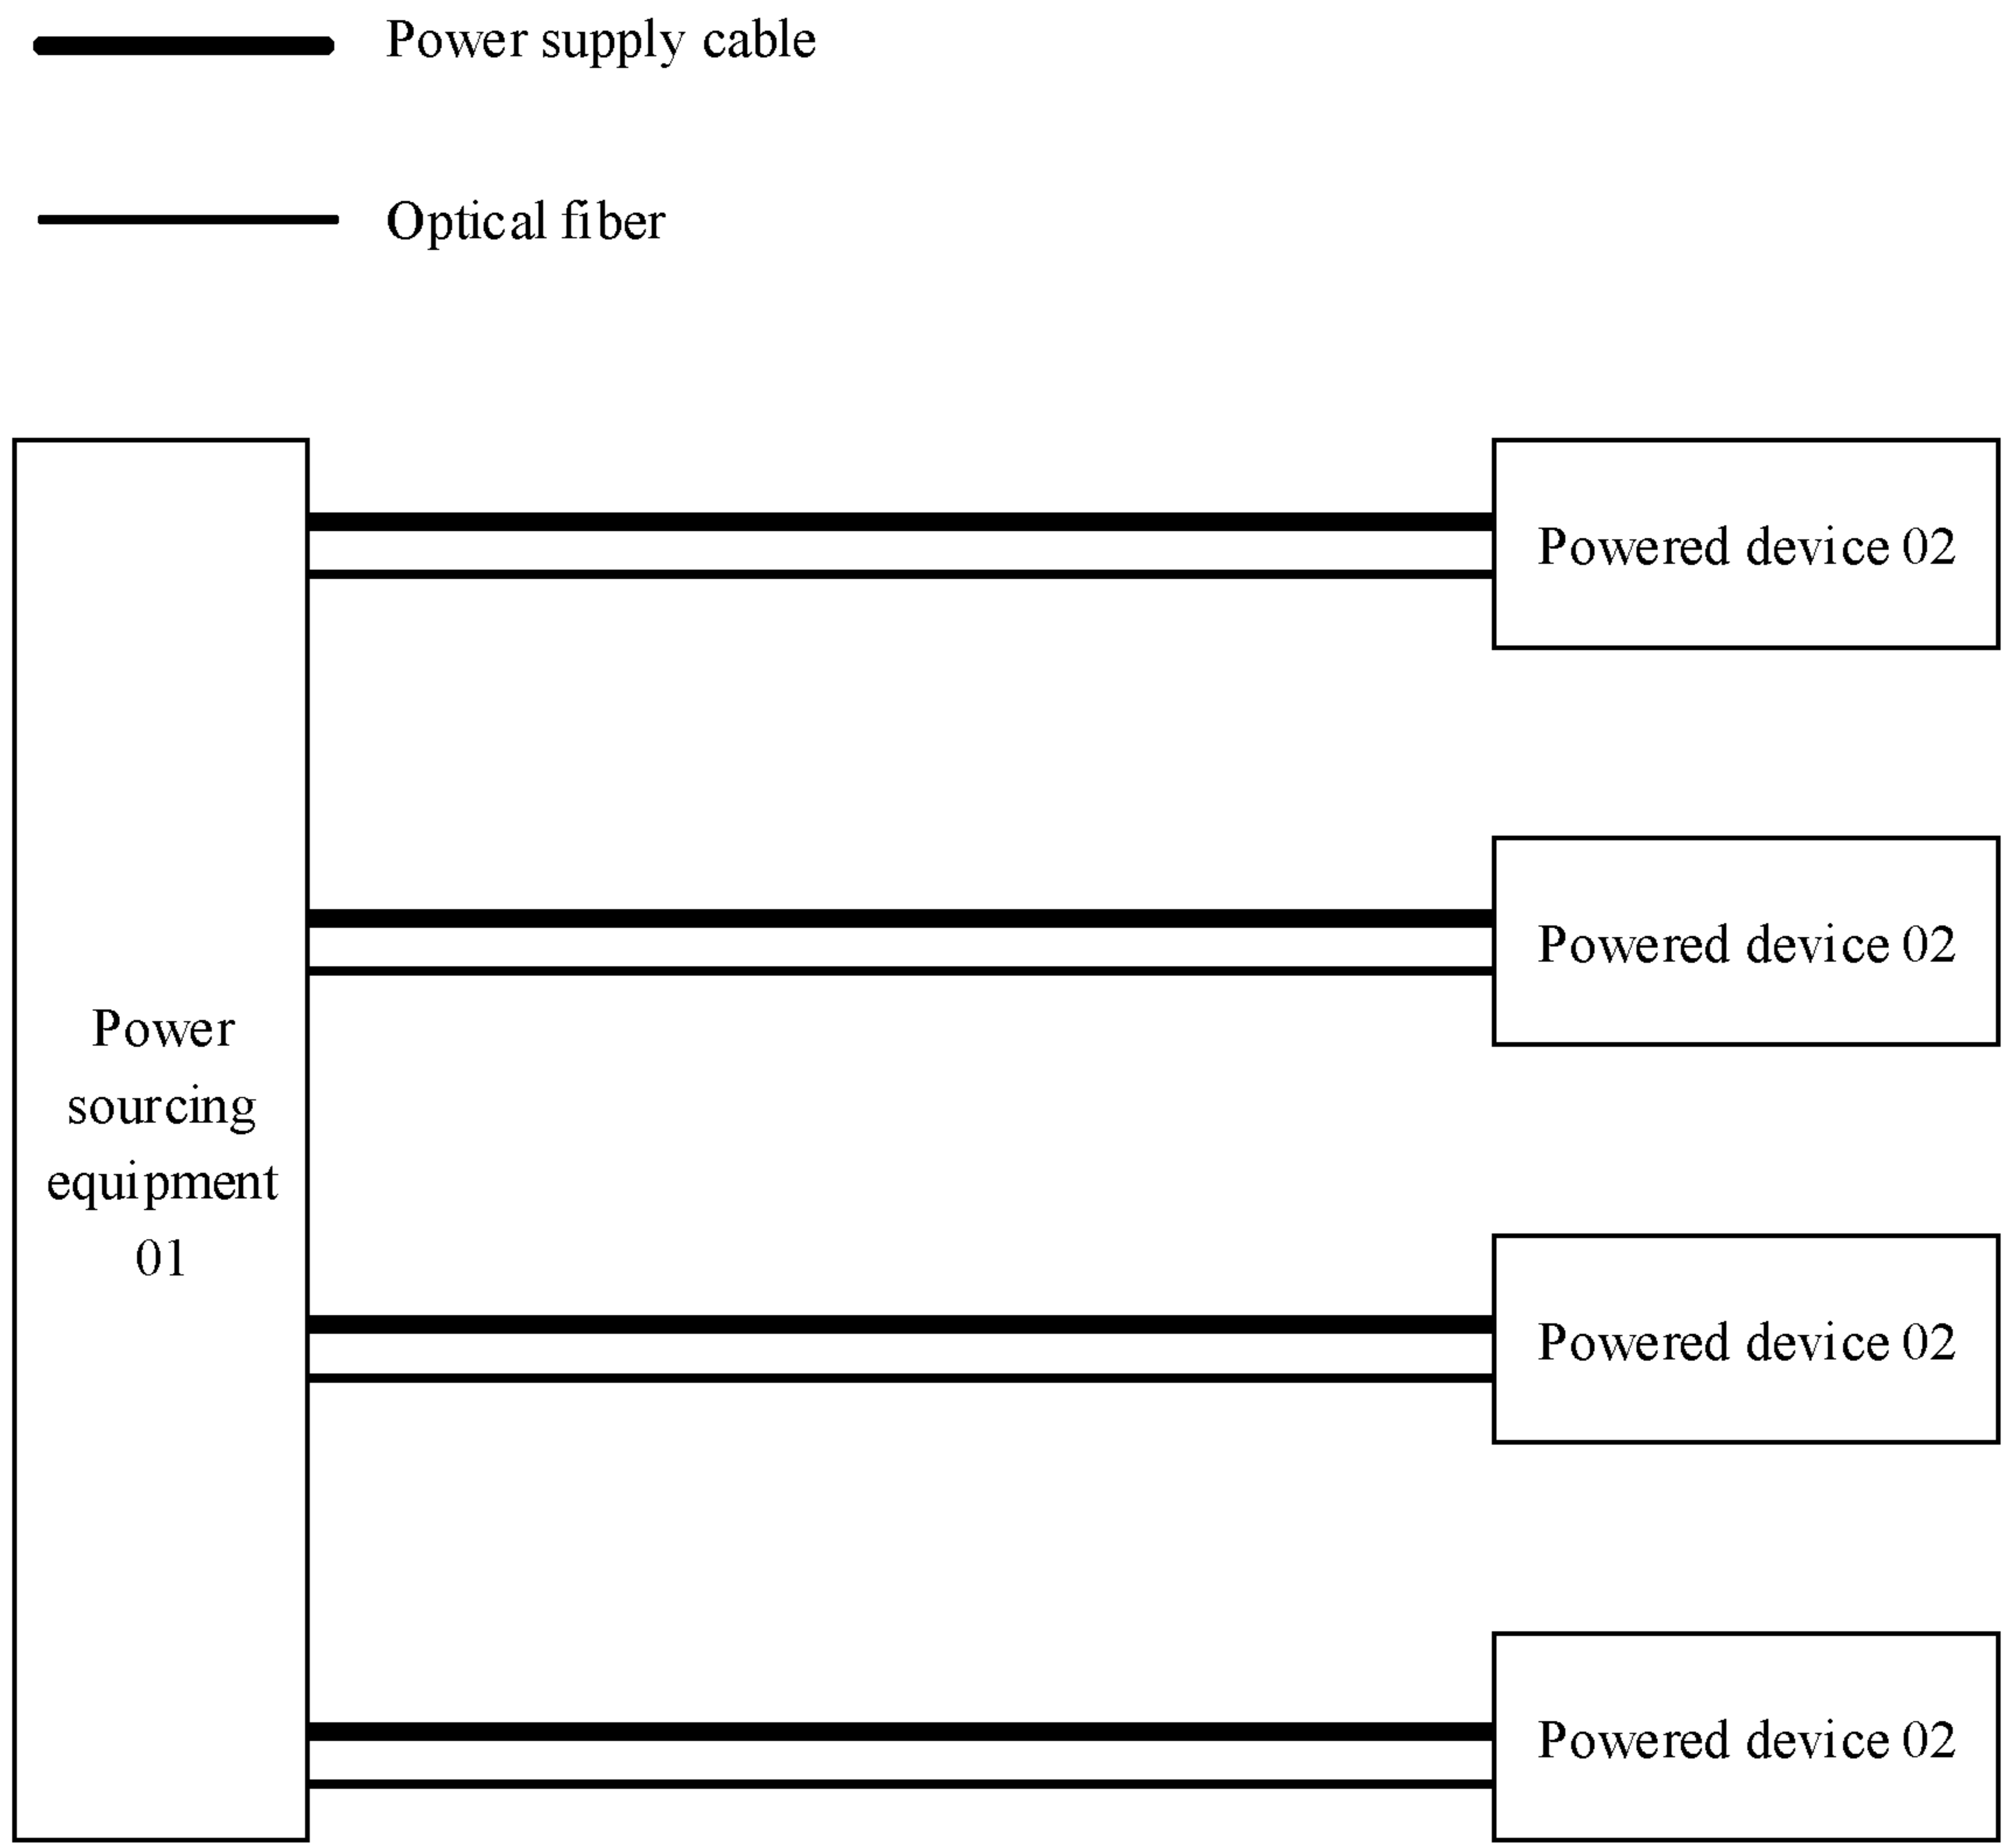 Power supply cable
Optical fiber
Powered device 02
Powered device 02
Power
sourcing
equipment
01
Powered device 02
Powered device 02